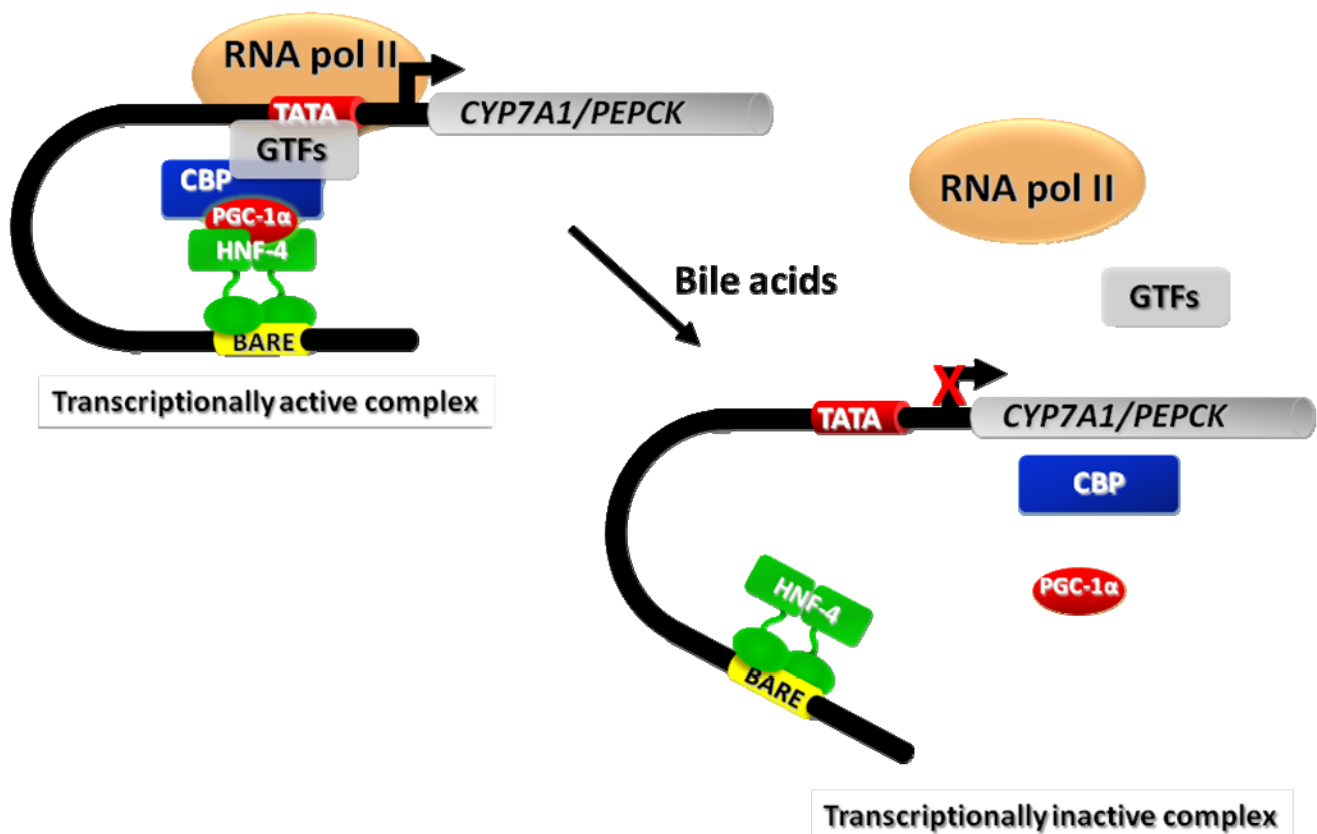 RNA pol II
TATA
CYP7A1/PEPCK
GTFs
CBP
PGC-1α
HNF-4
BARE
Transcriptionally active complex
Bile acids
RNA pol II
GTFs
TATA
X
CYP7A1/PEPCK
CBP
PGC-1α
HNF-4
BARE
Transcriptionally inactive complex